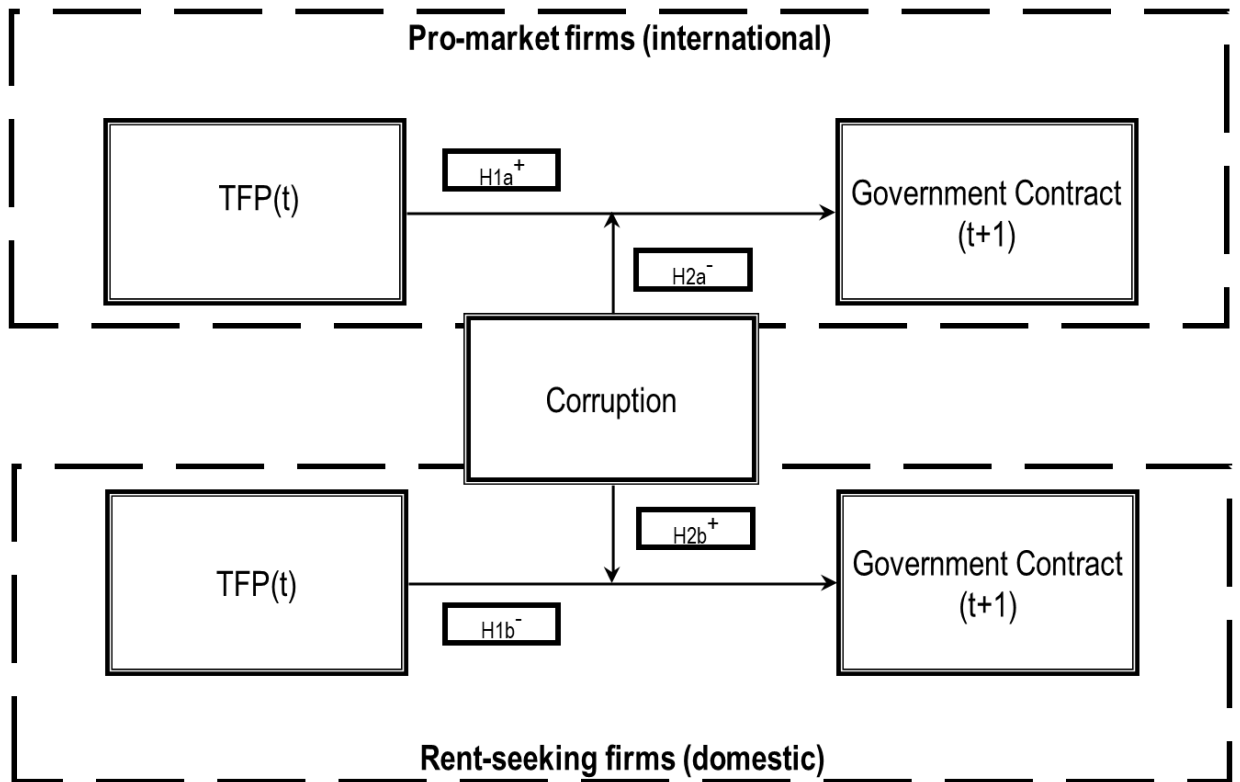 Pro-market firms (international)
TFP(t)
H1a+
Government Contract
(t+1)
H2a-
Corruption
H2b+
TFP(t)
H1b-
Government Contract
(t+1)
Rent-seeking firms (domestic)